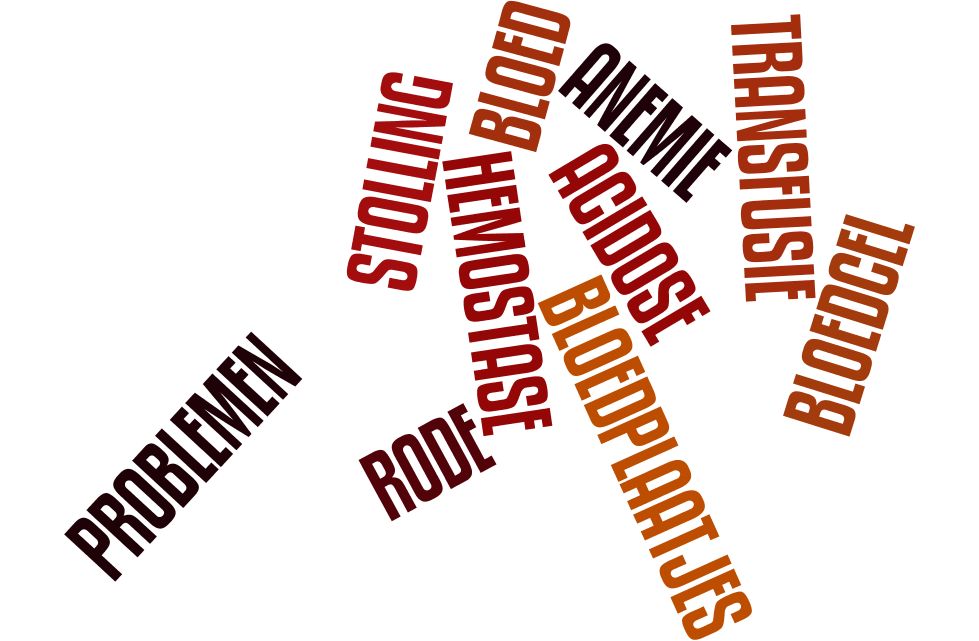 BLOED
ANEMIE
TRANSFUSIE
STOLLING
HEMOSTASE
ACIDOSE
BLOEDCEL
BLOEDPLAATJES
PROBLEMEN
RODE